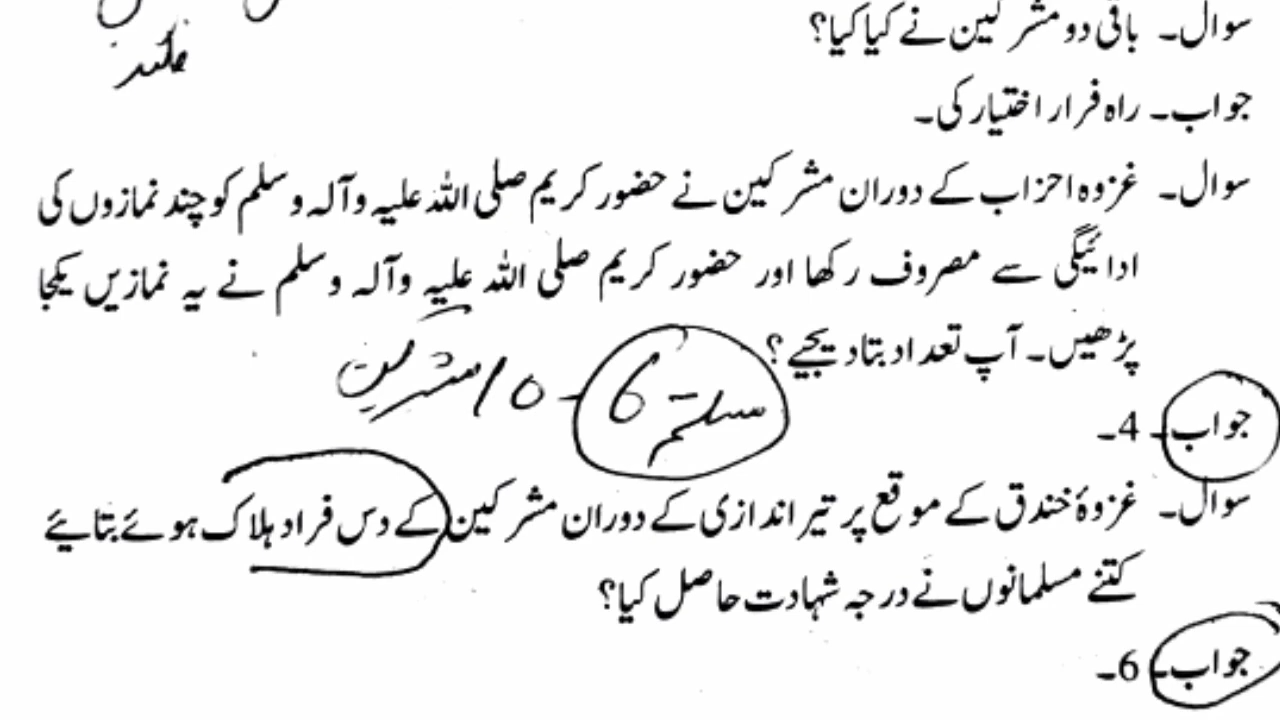 سوال۔ باقی دو مشرکین نے کیا کیا؟
جواب۔ راہ فرار اختیار کی۔
سوال۔ غزوہ احزاب کے دوران مشرکین نے حضور کریم صلی اللہ علیہ وآلہ وسلم کو چند نمازوں کی
ادائیگی سے مصروف رکھا اور حضور کریم صلی اللہ علیہ وآلہ وسلم نے یہ نمازیں یکجا
پڑھیں۔ آپ تعداد بتا دیجیے؟
6 - 10 مشرکین
جواب۔ 4۔
سوال۔ غزوۂ خندق کے موقع پر تیر اندازی کے دوران مشرکین کے دس افراد ہلاک ہوئے بتائیے
کتنے مسلمانوں نے درجہ شہادت حاصل کیا؟
جواب۔ 6۔